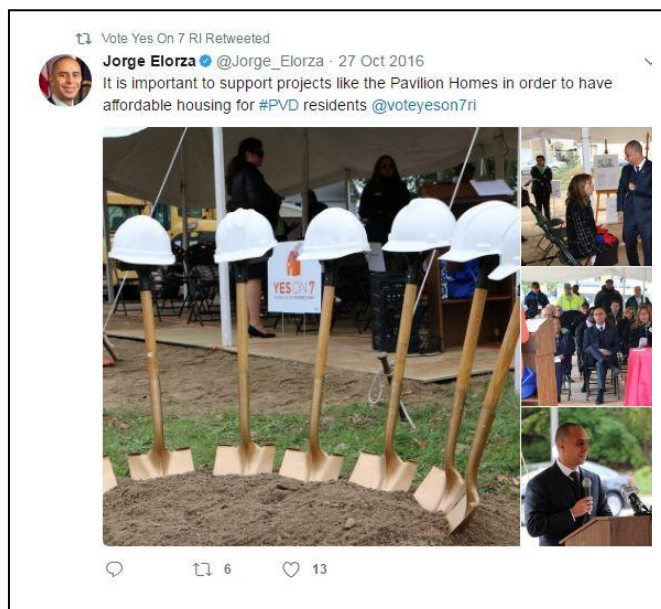 Vote Yes On 7 RI Retweeted
Jorge Elorza @Jorge_Elorza · 27 Oct 2016
It is important to support projects like the Pavilion Homes in order to have
affordable housing for #PVD residents @voteyeson7ri
YES ON 7
6 13